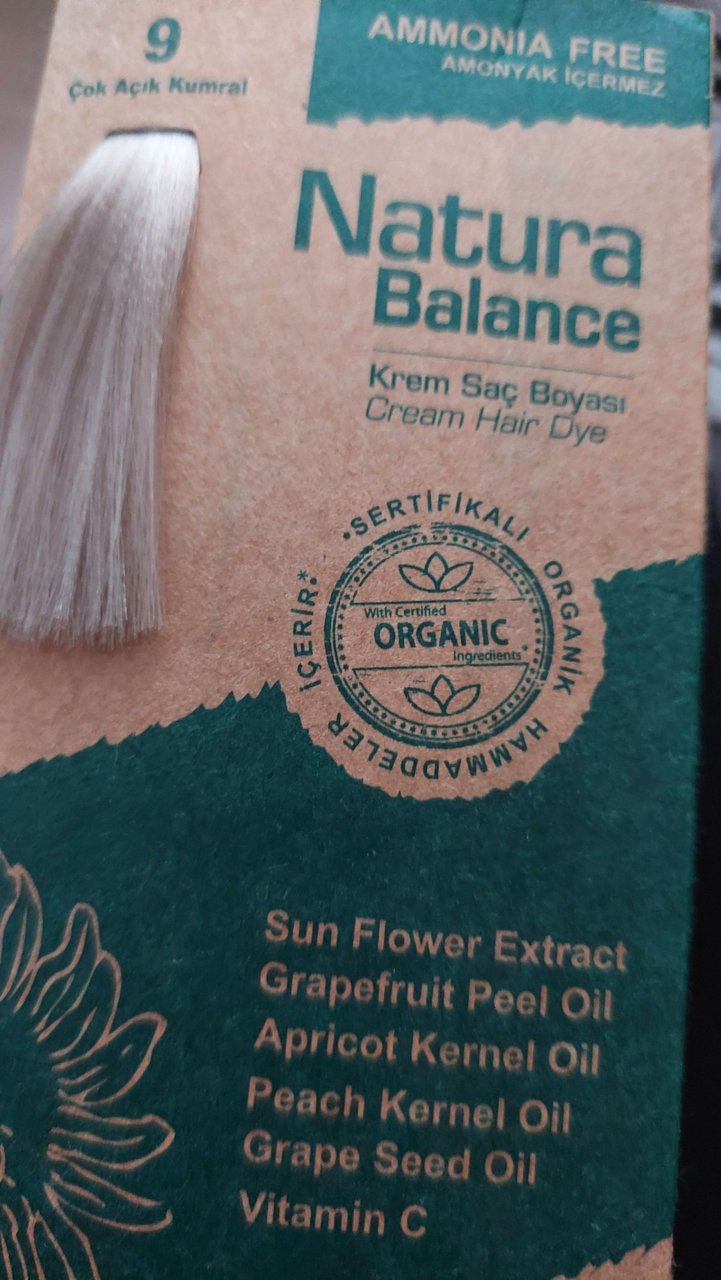 9
Çok Açık Kumral
AMMONIA FREE
AMONYAK İÇERMEZ
Natura
Balance
Krem Saç Boyası
Cream Hair Dye
*SERTİFİKALI ORGANİK HAMMADDELER İÇERİR*
With Certified
ORGANIC
Ingredients*
Sun Flower Extract
Grapefruit Peel Oil
Apricot Kernel Oil
Peach Kernel Oil
Grape Seed Oil
Vitamin C